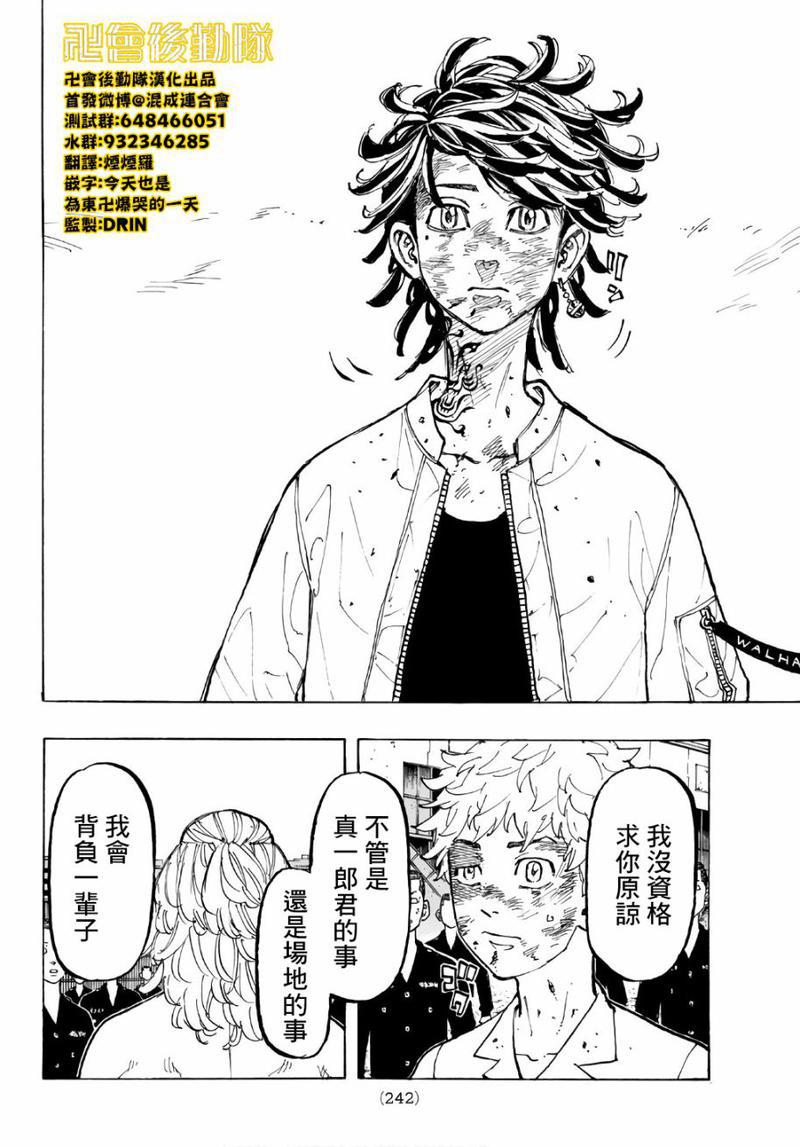 卍會後勤隊
卍會後勤隊漢化出品
首發微博@混成連合會
測試群:648466051
水群:932346285
翻譯:煙煙羅
嵌字:今天也是
為東卍爆哭的一天
監製:DRIN
リン
WALHA
我沒資格
求你原諒
不管是
真一郎君的事
還是場地的事
我會
背負一輩子
(242)